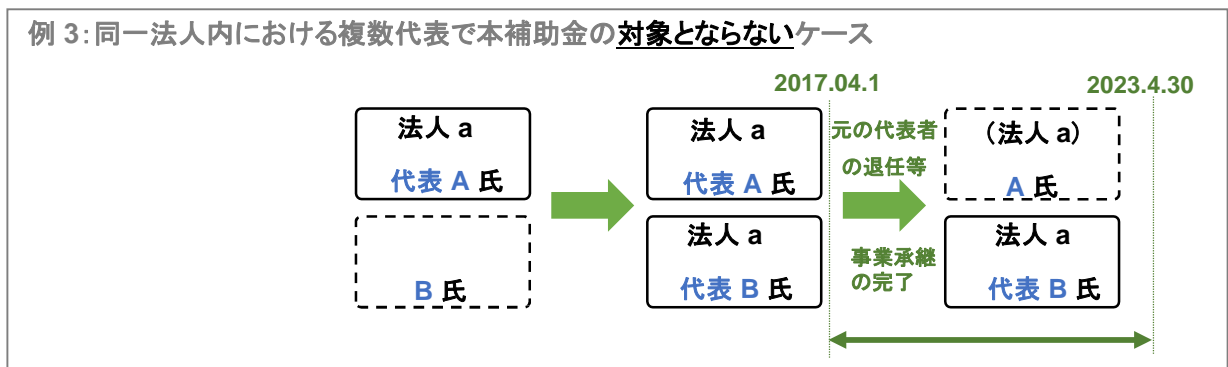 例 3：同一法人内における複数代表で本補助金の対象とならないケース
2017.04.1
2023.4.30
法人 a
代表 A 氏
B 氏
法人 a
代表 A 氏
法人 a
代表 B 氏
元の代表者
の退任等
事業承継
の完了
（法人 a）
A 氏
法人 a
代表 B 氏